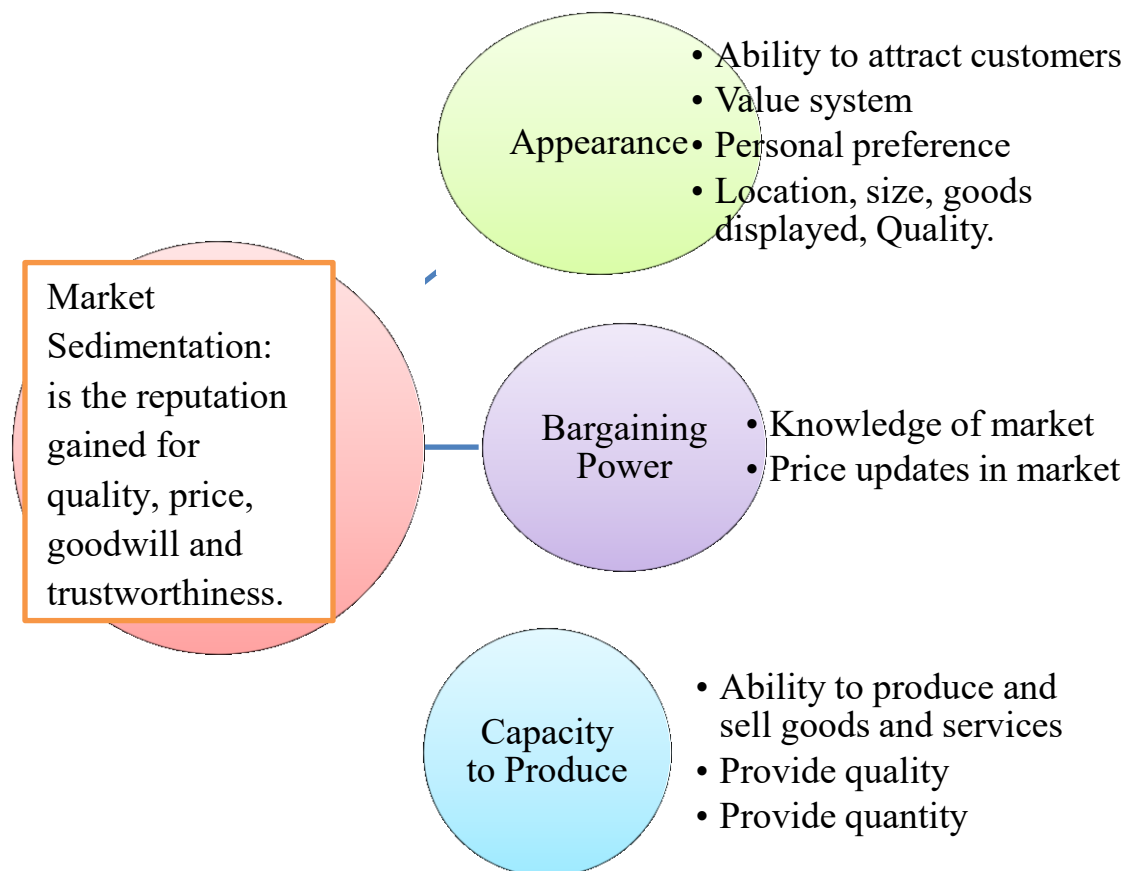 Market
Sedimentation:
is the reputation
gained for
quality, price,
goodwill and
trustworthiness.
Appearance
• Ability to attract customers
• Value system
• Personal preference
• Location, size, goods
displayed, Quality.
Bargaining
Power
• Knowledge of market
• Price updates in market
Capacity
to Produce
• Ability to produce and
sell goods and services
• Provide quality
• Provide quantity